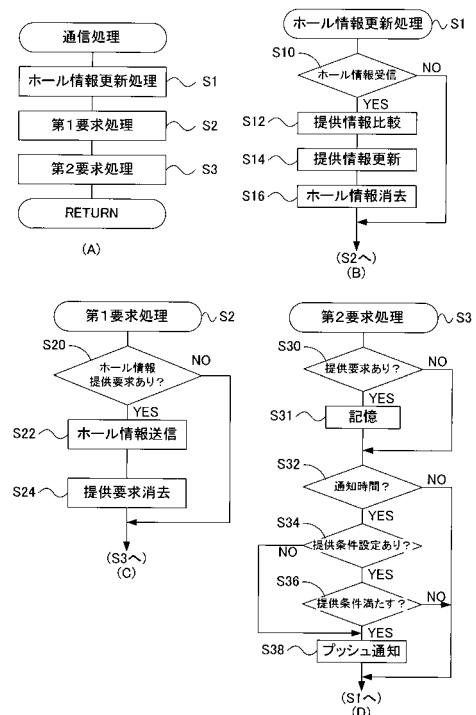 通信処理
ホール情報更新処理
S1
第1要求処理
S2
第2要求処理
S3
RETURN
(A)
ホール情報更新処理
S1
S10
ホール情報受信
NO
YES
S12
提供情報比較
S14
提供情報更新
S16
ホール情報消去
(S2へ)
(B)
第1要求処理
S2
S20
ホール情報
提供要求あり?
NO
YES
S22
ホール情報送信
S24
提供要求消去
(S3へ)
(C)
第2要求処理
S3
S30
提供要求あり?
NO
YES
S31
記憶
S32
通知時間?
NO
YES
S34
提供条件設定あり?
NO
YES
S36
提供条件満たす?
NO
YES
S38
プッシュ通知
(S1へ)
(D)